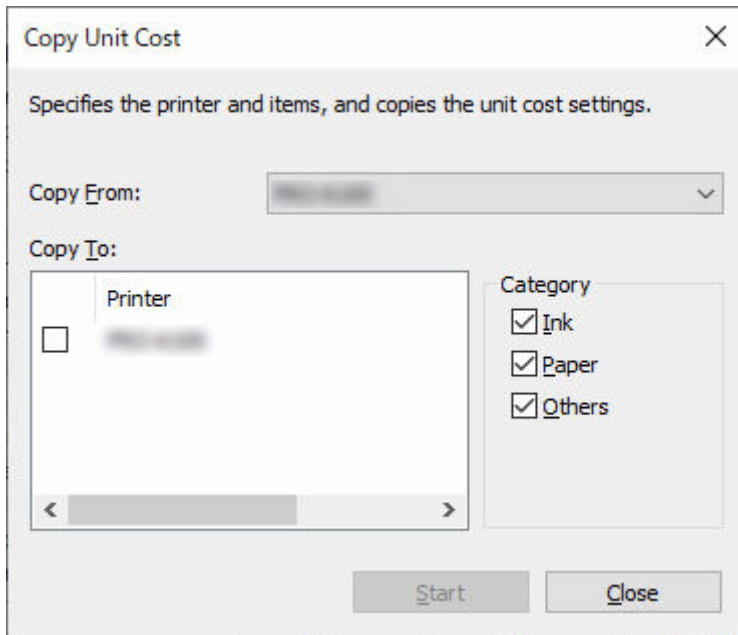 Copy Unit Cost
Specifies the printer and items, and copies the unit cost settings.
Copy From:
Copy To:
Printer
Category
Ink
Paper
Others
Start
Close